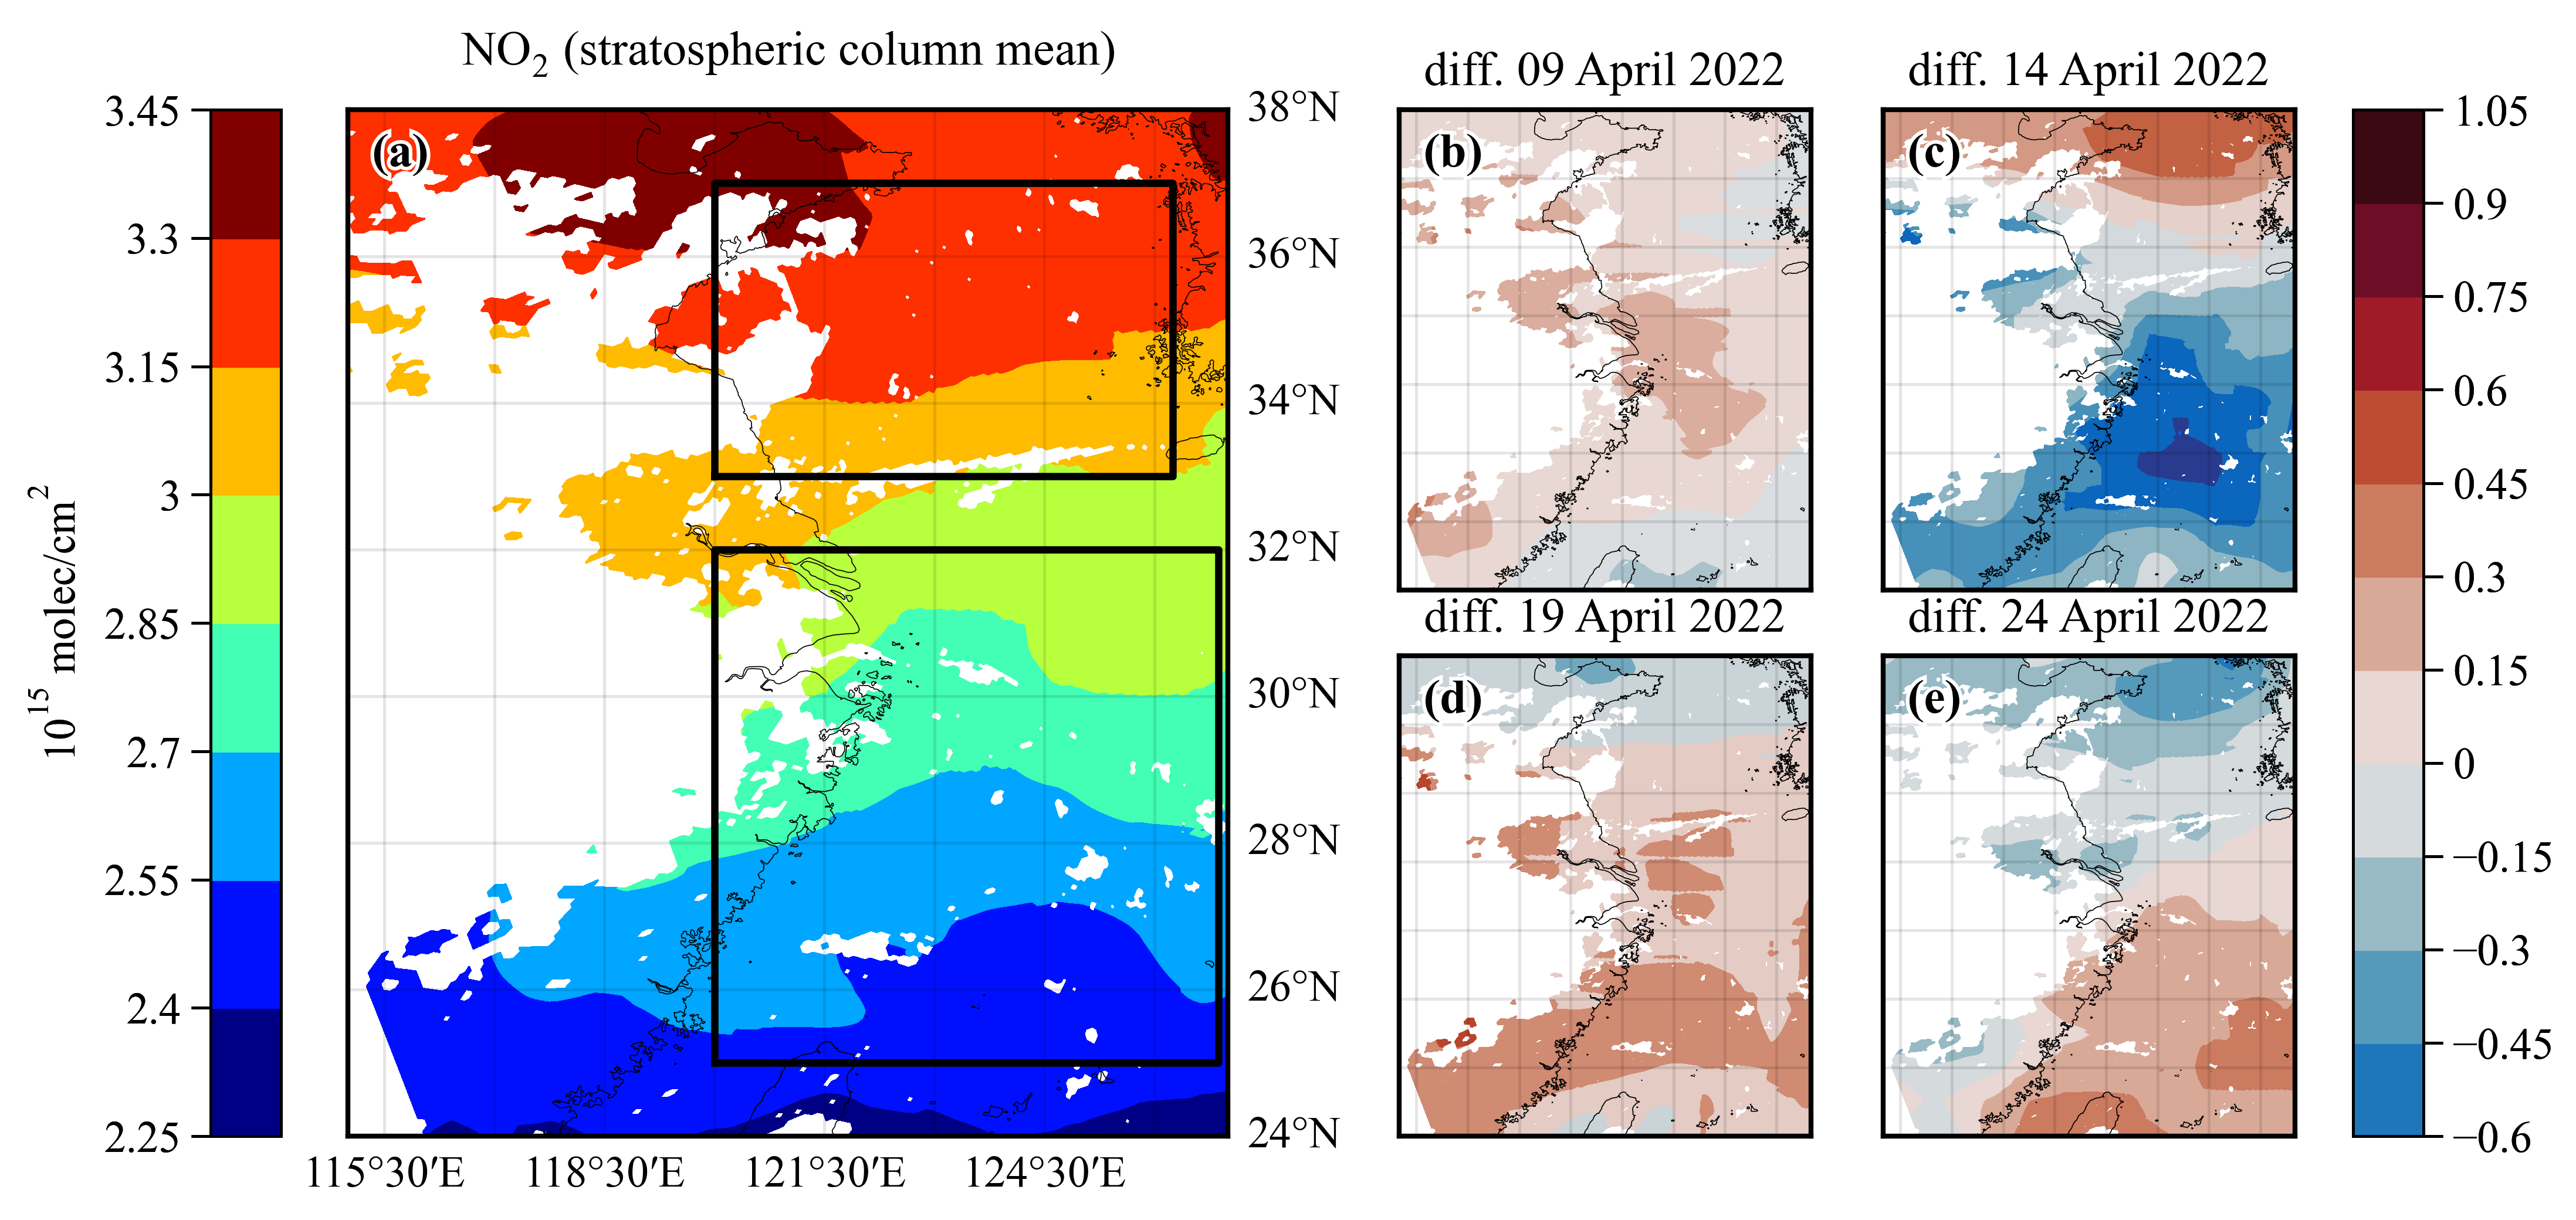 NO2 (stratospheric column mean)
diff. 09 April 2022
diff. 14 April 2022
(a)
(b)
(c)
diff. 19 April 2022
diff. 24 April 2022
(d)
(e)
10^15 molec/cm^2
3.45
3.3
3.15
3
2.85
2.7
2.55
2.4
2.25
38°N
36°N
34°N
32°N
30°N
28°N
26°N
24°N
115°30′E
118°30′E
121°30′E
124°30′E
1.05
0.9
0.75
0.6
0.45
0.3
0.15
0
−0.15
−0.3
−0.45
−0.6